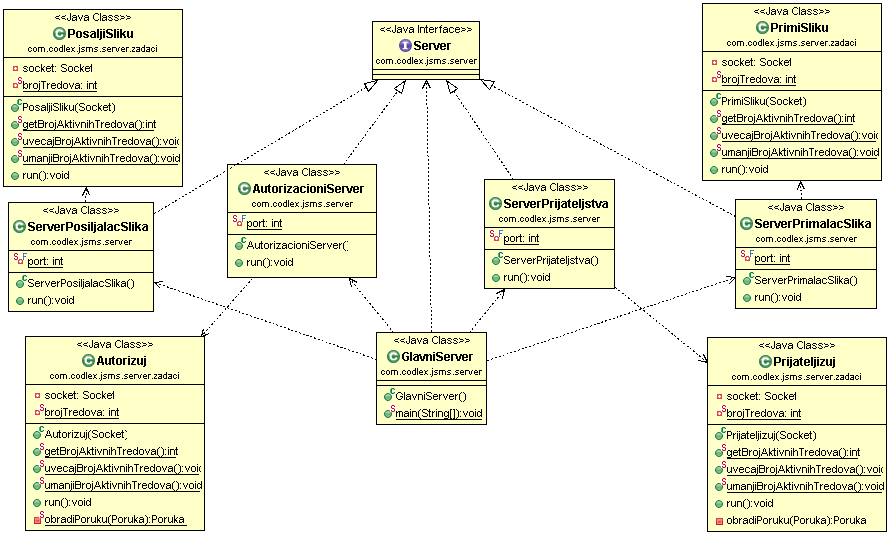 <<Java Class>>
PosaljiSliku
com.codlex.jsms.server.zadaci
socket: Socket
brojTredova: int
PosaljiSliku(Socket)
getBrojAktivnihTredova():int
uvecajBrojAktivnihTredova():void
umanjiBrojAktivnihTredova():void
run():void
<<Java Interface>>
Server
com.codlex.jsms.server
<<Java Class>>
PrimiSliku
com.codlex.jsms.server.zadaci
socket: Socket
brojTredova: int
PrimiSliku(Socket)
getBrojAktivnihTredova():int
uvecajBrojAktivnihTredova():void
umanjiBrojAktivnihTredova():void
run():void
<<Java Class>>
ServerPosiljalacSlika
com.codlex.jsms.server
port: int
ServerPosiljalacSlika()
run():void
<<Java Class>>
AutorizacioniServer
com.codlex.jsms.server
port: int
AutorizacioniServer()
run():void
<<Java Class>>
ServerPrijateljstva
com.codlex.jsms.server
port: int
ServerPrijateljstva()
run():void
<<Java Class>>
ServerPrimalacSlika
com.codlex.jsms.server
port: int
ServerPrimalacSlika()
run():void
<<Java Class>>
Autorizuj
com.codlex.jsms.server.zadaci
socket: Socket
brojTredova: int
Autorizuj(Socket)
getBrojAktivnihTredova():int
uvecajBrojAktivnihTredova():void
umanjiBrojAktivnihTredova():void
run():void
obradiPoruku(Poruka):Poruka
<<Java Class>>
GlavniServer
com.codlex.jsms.server
GlavniServer()
main(String[]):void
<<Java Class>>
Prijateljizuj
com.codlex.jsms.server.zadaci
socket: Socket
brojTredova: int
Prijateljizuj(Socket)
getBrojAktivnihTredova():int
uvecajBrojAktivnihTredova():void
umanjiBrojAktivnihTredova():void
run():void
obradiPoruku(Poruka):Poruka